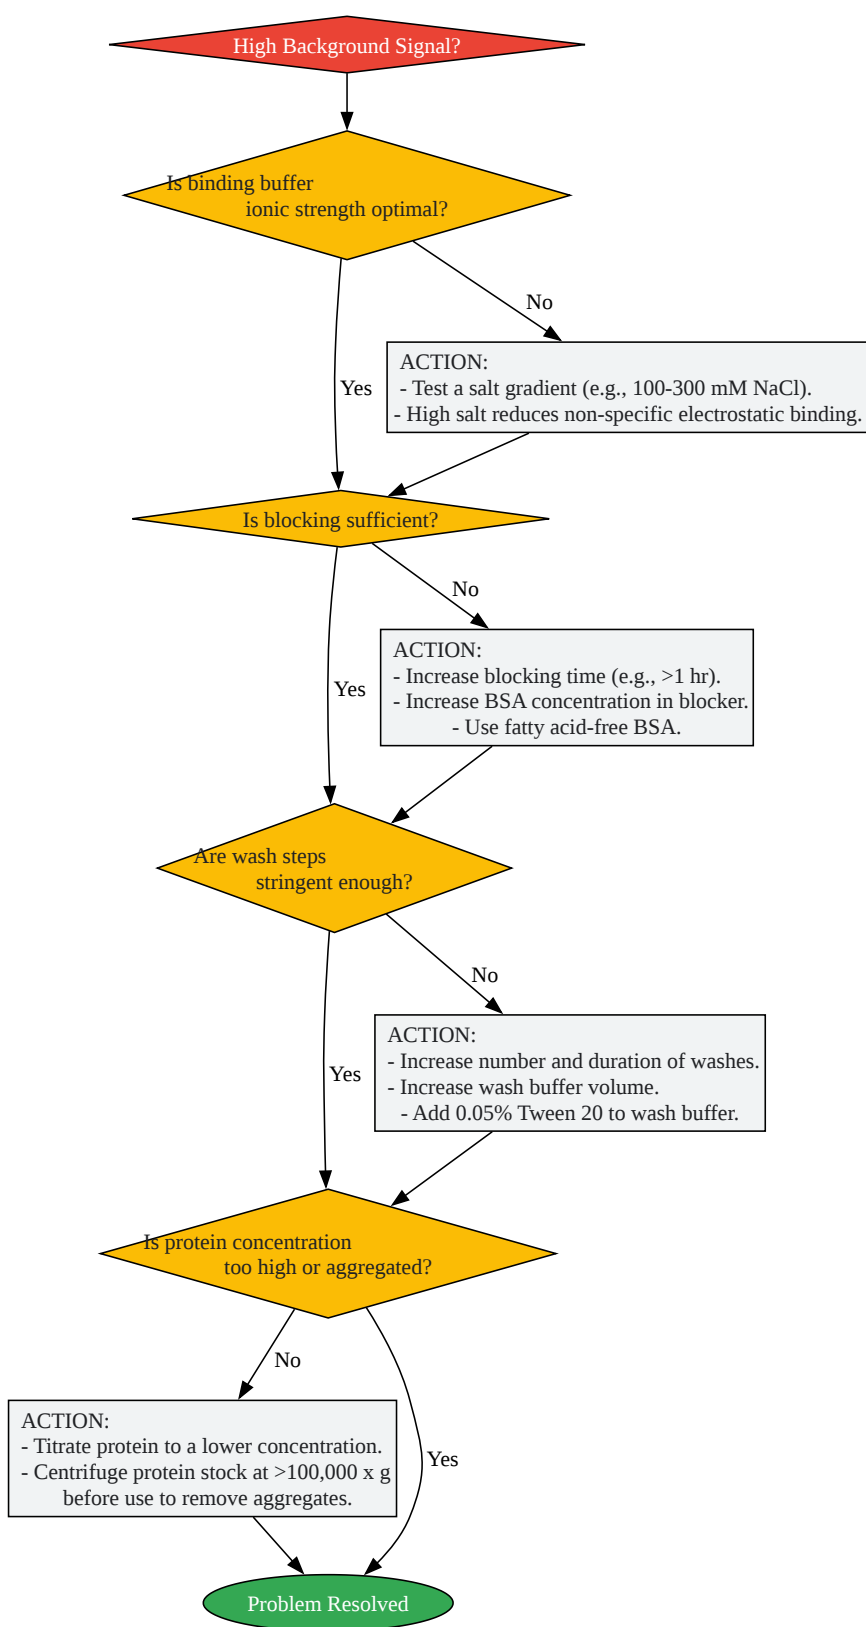 High Background Signal?
Is binding buffer
ionic strength optimal?
No
ACTION:
- Test a salt gradient (e.g., 100-300 mM NaCl).
- High salt reduces non-specific electrostatic binding.
Yes
Is blocking sufficient?
No
ACTION:
- Increase blocking time (e.g., >1 hr).
- Increase BSA concentration in blocker.
- Use fatty acid-free BSA.
Yes
Are wash steps
stringent enough?
No
ACTION:
- Increase number and duration of washes.
- Increase wash buffer volume.
- Add 0.05% Tween 20 to wash buffer.
Yes
Is protein concentration
too high or aggregated?
No
ACTION:
- Titrate protein to a lower concentration.
- Centrifuge protein stock at >100,000 x g
before use to remove aggregates.
Yes
Problem Resolved